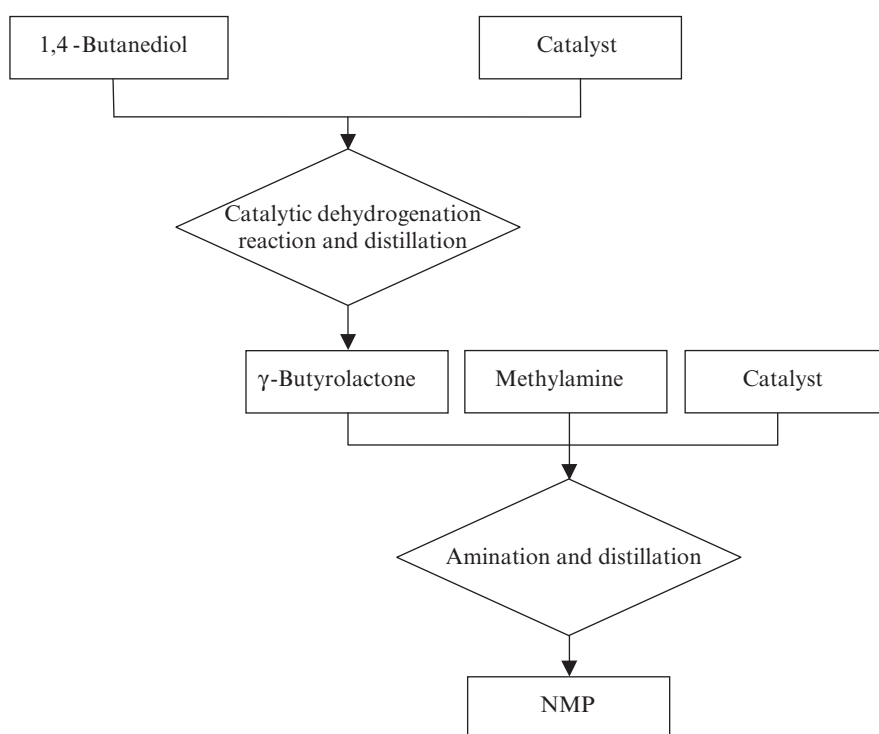 1,4-Butanediol
Catalyst
Catalytic dehydrogenation
reaction and distillation
γ-Butyrolactone
Methylamine
Catalyst
Amination and distillation
NMP